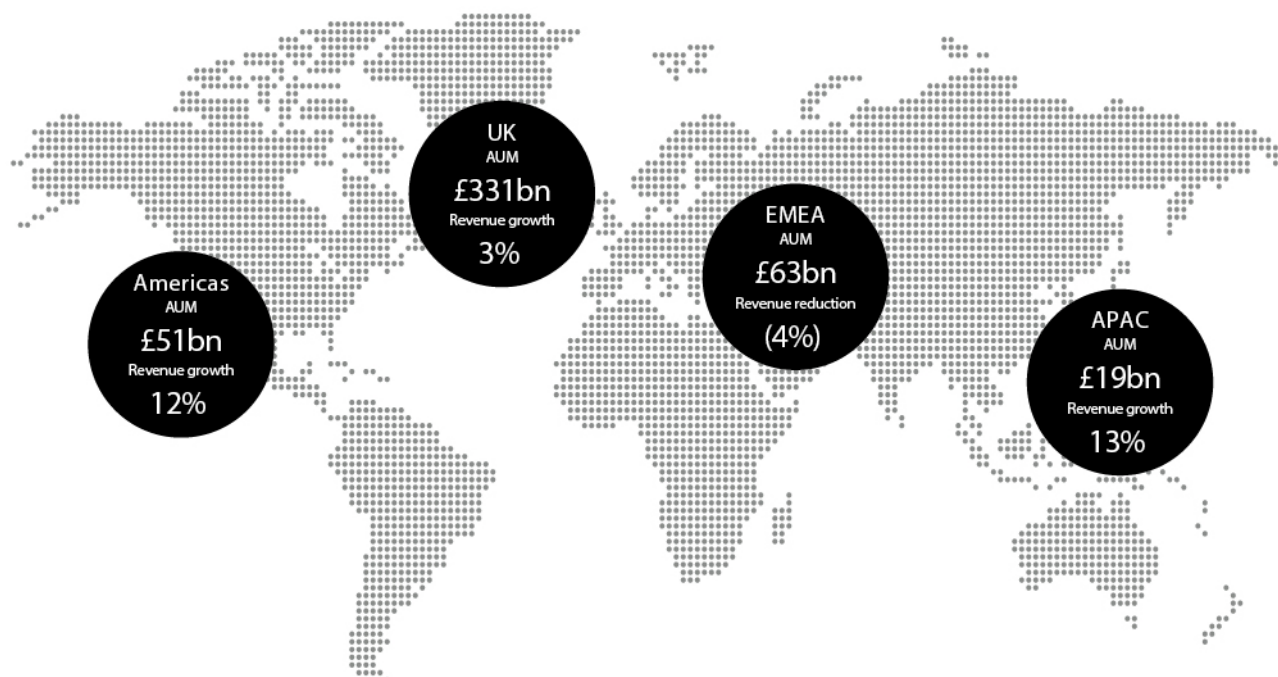 UK
AUM
£331bn
Revenue growth
3%
EMEA
AUM
£63bn
Revenue reduction
(4%)
Americas
AUM
£51bn
Revenue growth
12%
APAC
AUM
£19bn
Revenue growth
13%